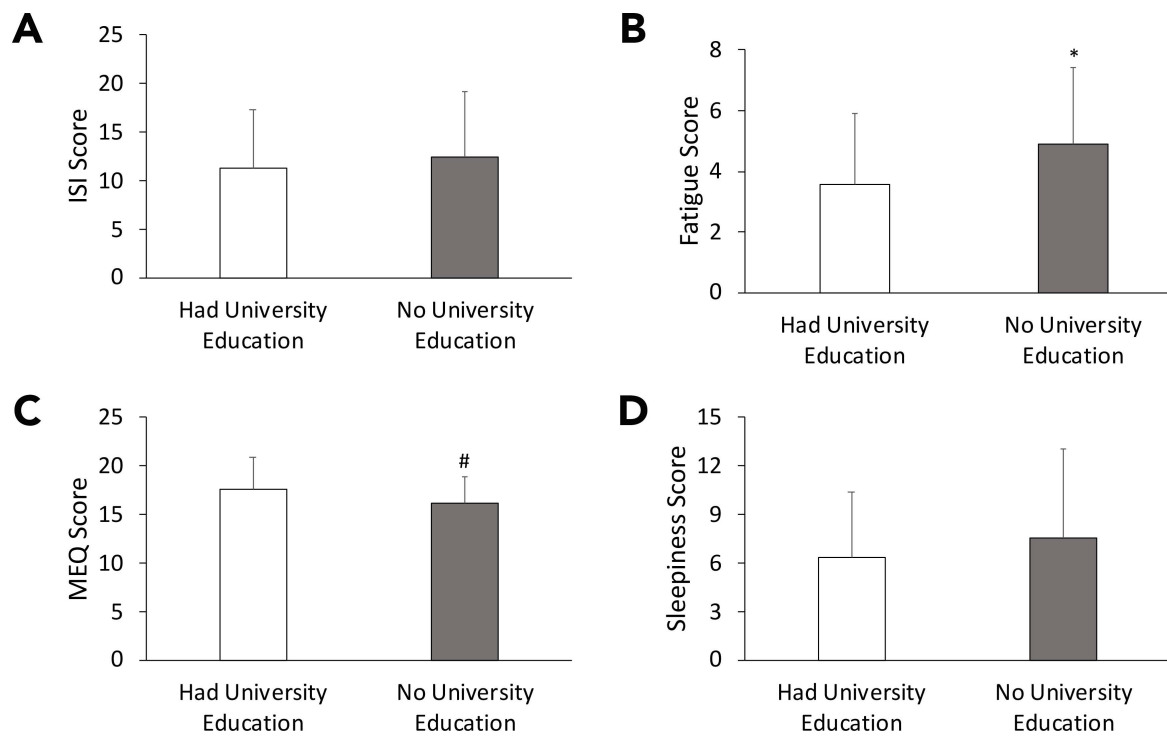 A
25
20
15
10
5
0
ISI Score
Had University
Education
No University
Education
B
8
6
4
2
0
Fatigue Score
*
Had University
Education
No University
Education
C
25
20
15
10
5
0
MEQ Score
#
Had University
Education
No University
Education
D
15
12
9
6
3
0
Sleepiness Score
Had University
Education
No University
Education